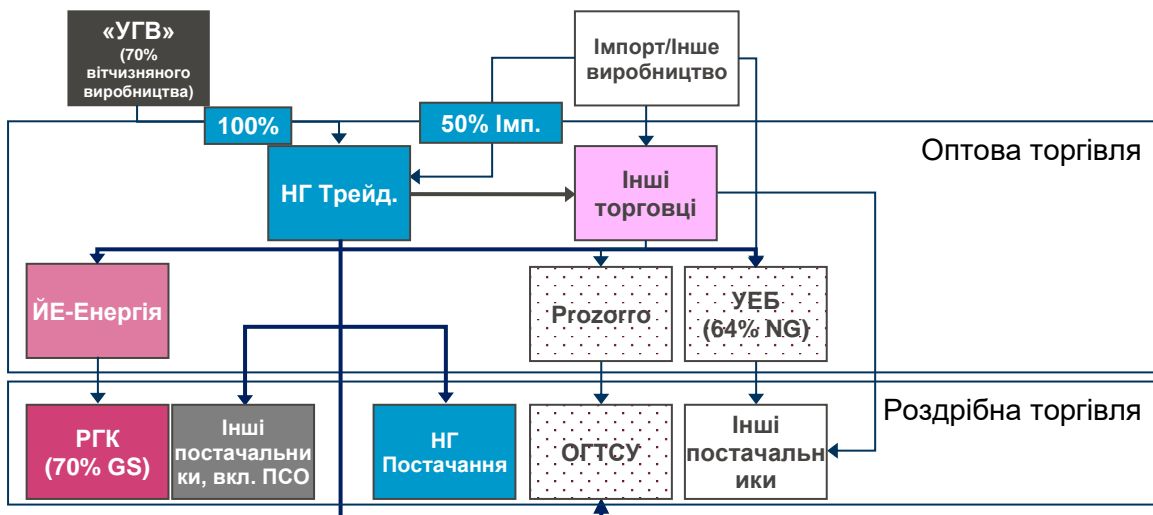 «УГВ»
(70%
вітчизняного
виробництва)
Імпорт/Інше
виробництво
100%
50% Імп.
Оптова торгівля
НГ Трейд.
Інші
торговці
ЙЕ-Енергія
Prozorro
УЕБ
(64% NG)
Роздрібна торгівля
РГК
(70% GS)
Інші
постачальни
ки, вкл. ПСО
НГ
Постачання
ОГТСУ
Інші
постачальн
ики